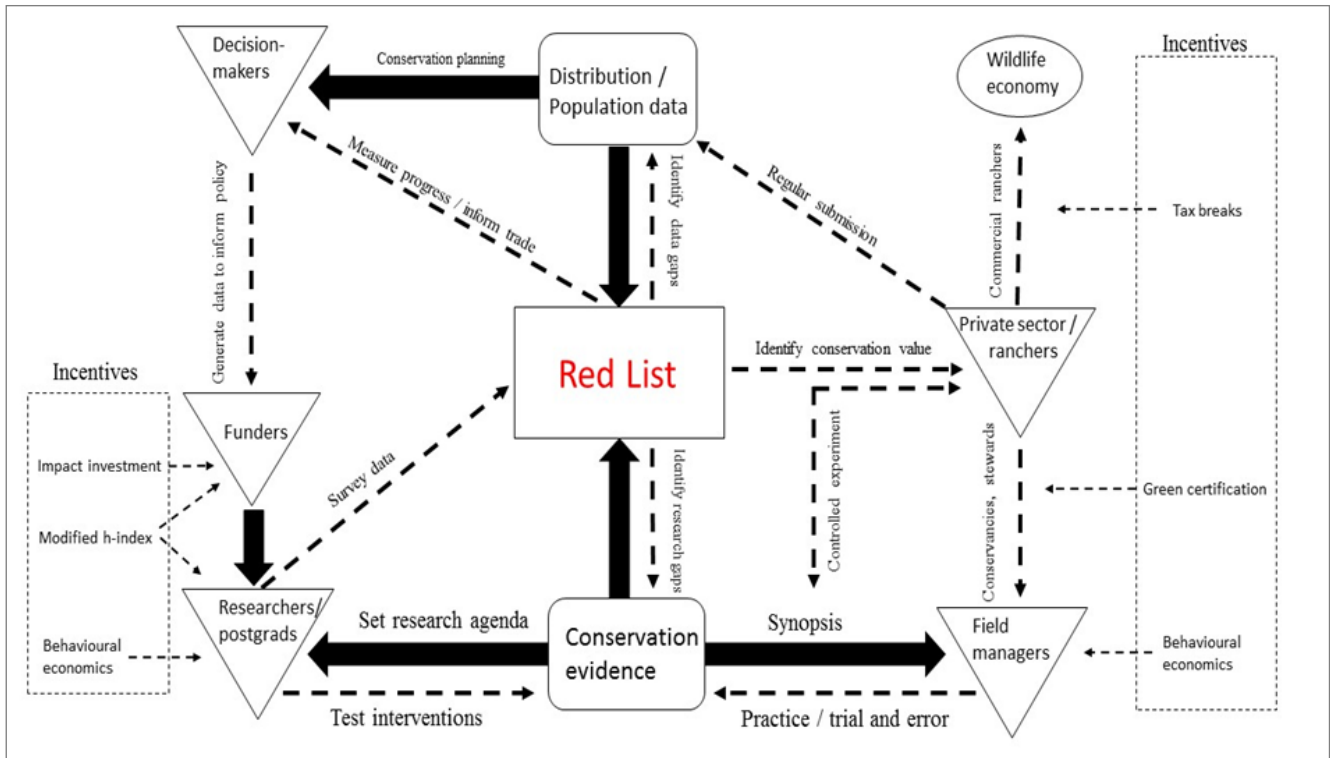 Decision-
makers
Conservation planning
Distribution /
Population data
Wildlife
economy
Incentives
Measure progress / inform trade
Identify data gaps
Regular submission
Commercial ranchers
Tax breaks
Generate data to inform policy
Red List
Identify conservation value
Private sector /
ranchers
Incentives
Funders
Impact investment
Survey data
Identify research gaps
Controlled experiment
Conservancies, stewards
Green certification
Modified h-index
Researchers/
postgrads
Set research agenda
Conservation
evidence
Synopsis
Field
managers
Behavioural
economics
Behavioural
economics
Test interventions
Practice / trial and error